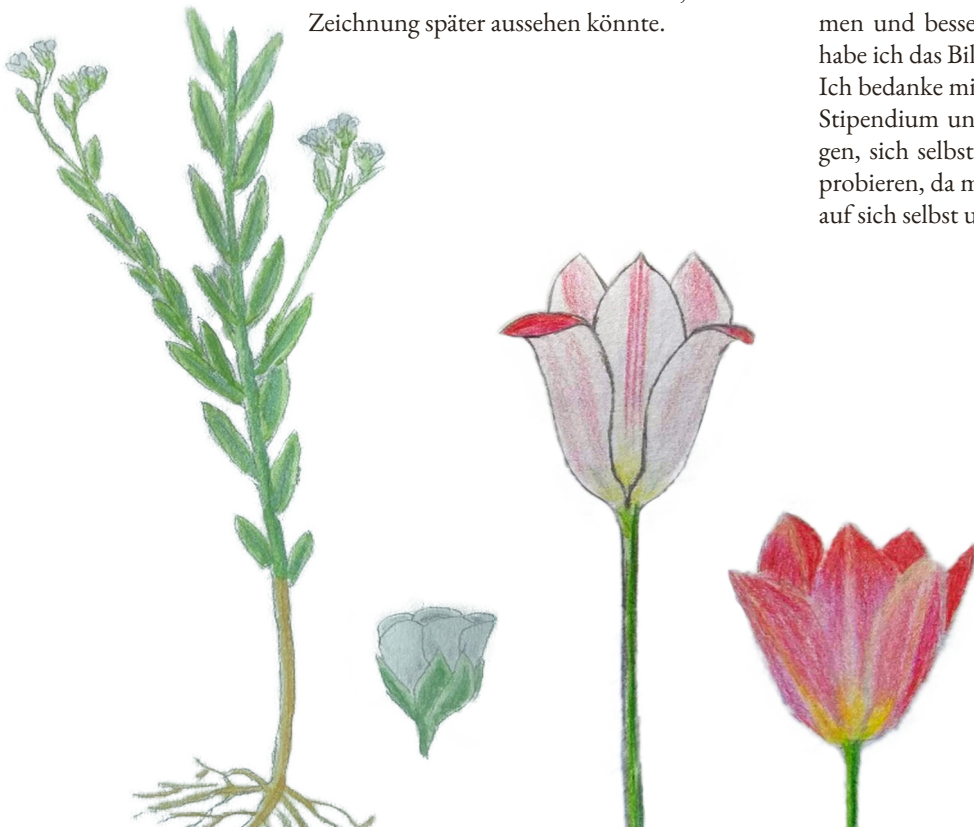 Zeichnung später aussehen könnte.
men und besse
habe ich das Bil
Ich bedanke mi
Stipendium un
gen, sich selbst
probieren, da m
auf sich selbst u